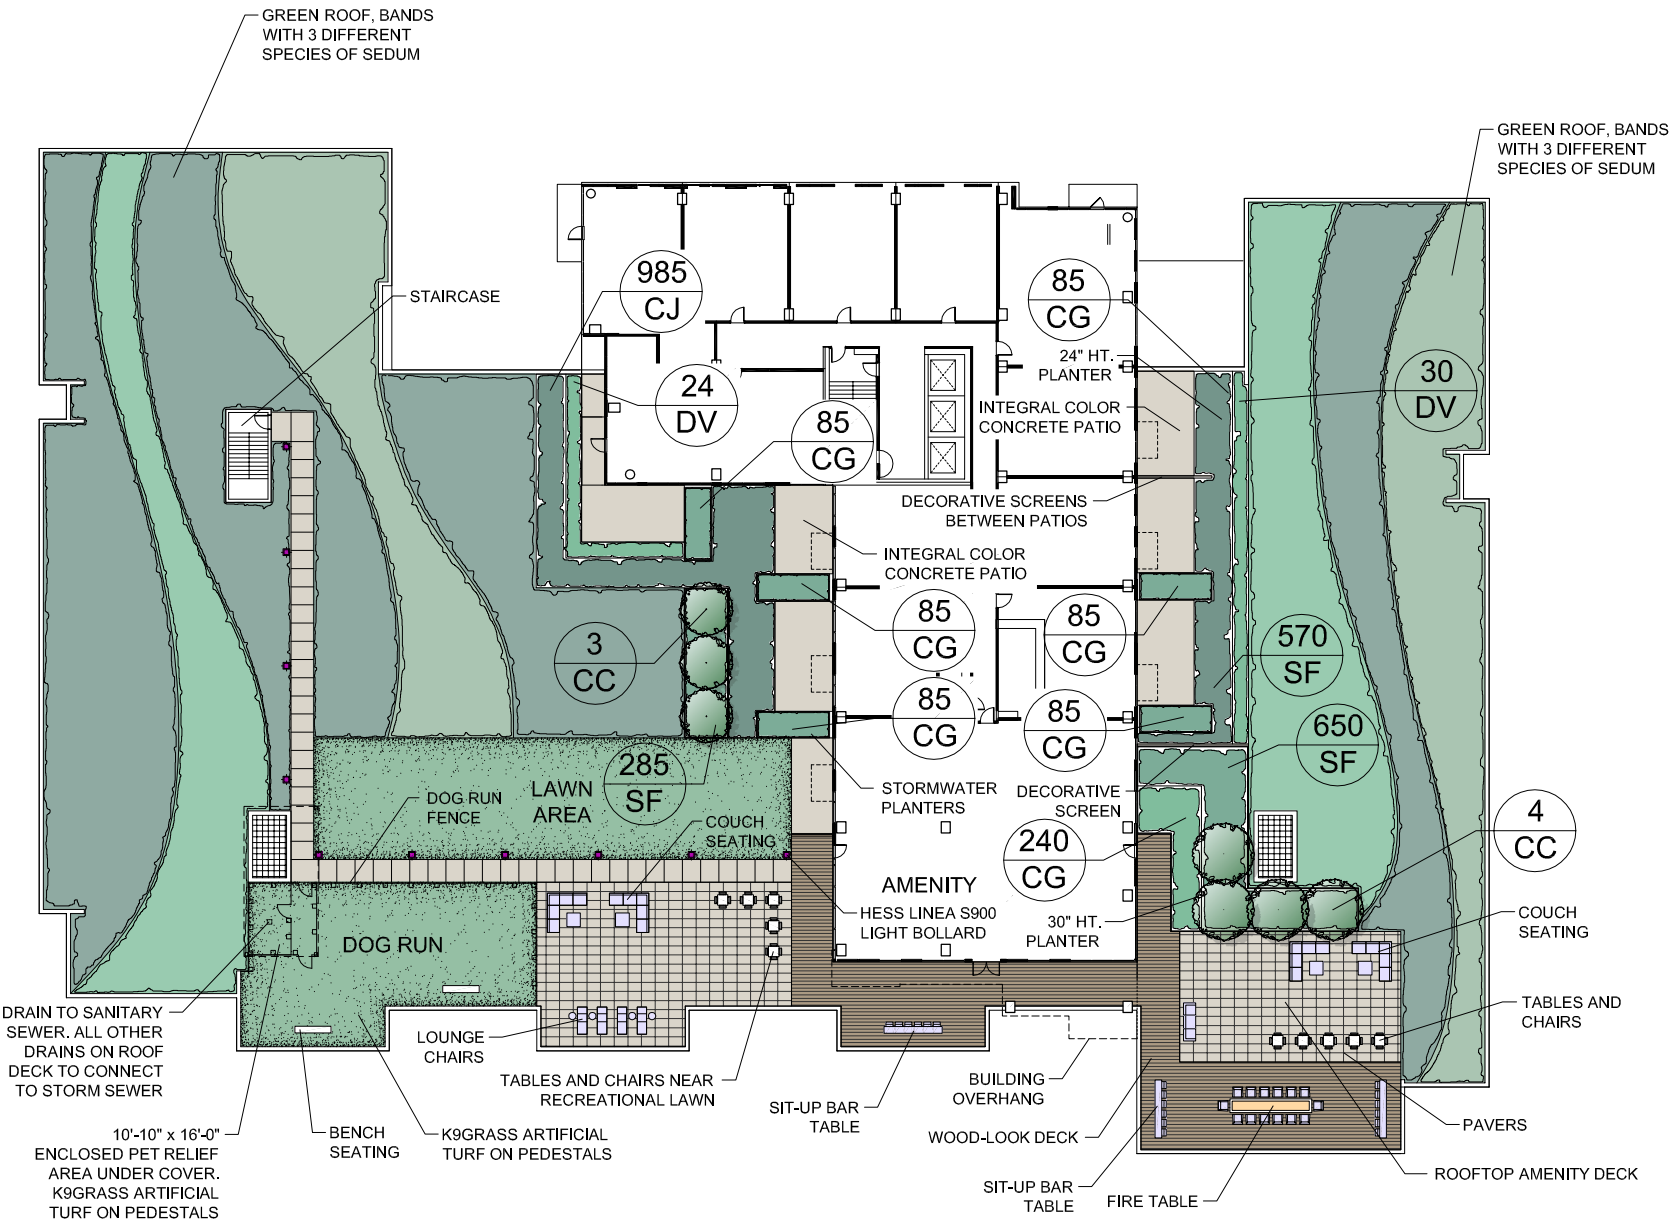 GREEN ROOF, BANDS
WITH 3 DIFFERENT
SPECIES OF SEDUM
GREEN ROOF, BANDS
WITH 3 DIFFERENT
SPECIES OF SEDUM
STAIRCASE
985
CJ
85
CG
24" HT.
PLANTER
30
DV
24
DV
85
CG
INTEGRAL COLOR
CONCRETE PATIO
DECORATIVE SCREENS
BETWEEN PATIOS
INTEGRAL COLOR
CONCRETE PATIO
3
CC
85
CG
85
CG
570
SF
85
CG
85
CG
650
SF
285
SF
LAWN
AREA
DOG RUN
FENCE
COUCH
SEATING
STORMWATER
PLANTERS
DECORATIVE
SCREEN
240
CG
4
CC
AMENITY
HESS LINEA S900
LIGHT BOLLARD
30" HT.
PLANTER
COUCH
SEATING
DOG RUN
DRAIN TO SANITARY
SEWER. ALL OTHER
DRAINS ON ROOF
DECK TO CONNECT
TO STORM SEWER
LOUNGE
CHAIRS
TABLES AND
CHAIRS
TABLES AND CHAIRS NEAR
RECREATIONAL LAWN
SIT-UP BAR
TABLE
BUILDING
OVERHANG
WOOD-LOOK DECK
PAVERS
10'-10" x 16'-0"
ENCLOSED PET RELIEF
AREA UNDER COVER.
K9GRASS ARTIFICIAL
TURF ON PEDESTALS
BENCH
SEATING
K9GRASS ARTIFICIAL
TURF ON PEDESTALS
SIT-UP BAR
TABLE
FIRE TABLE
ROOFTOP AMENITY DECK